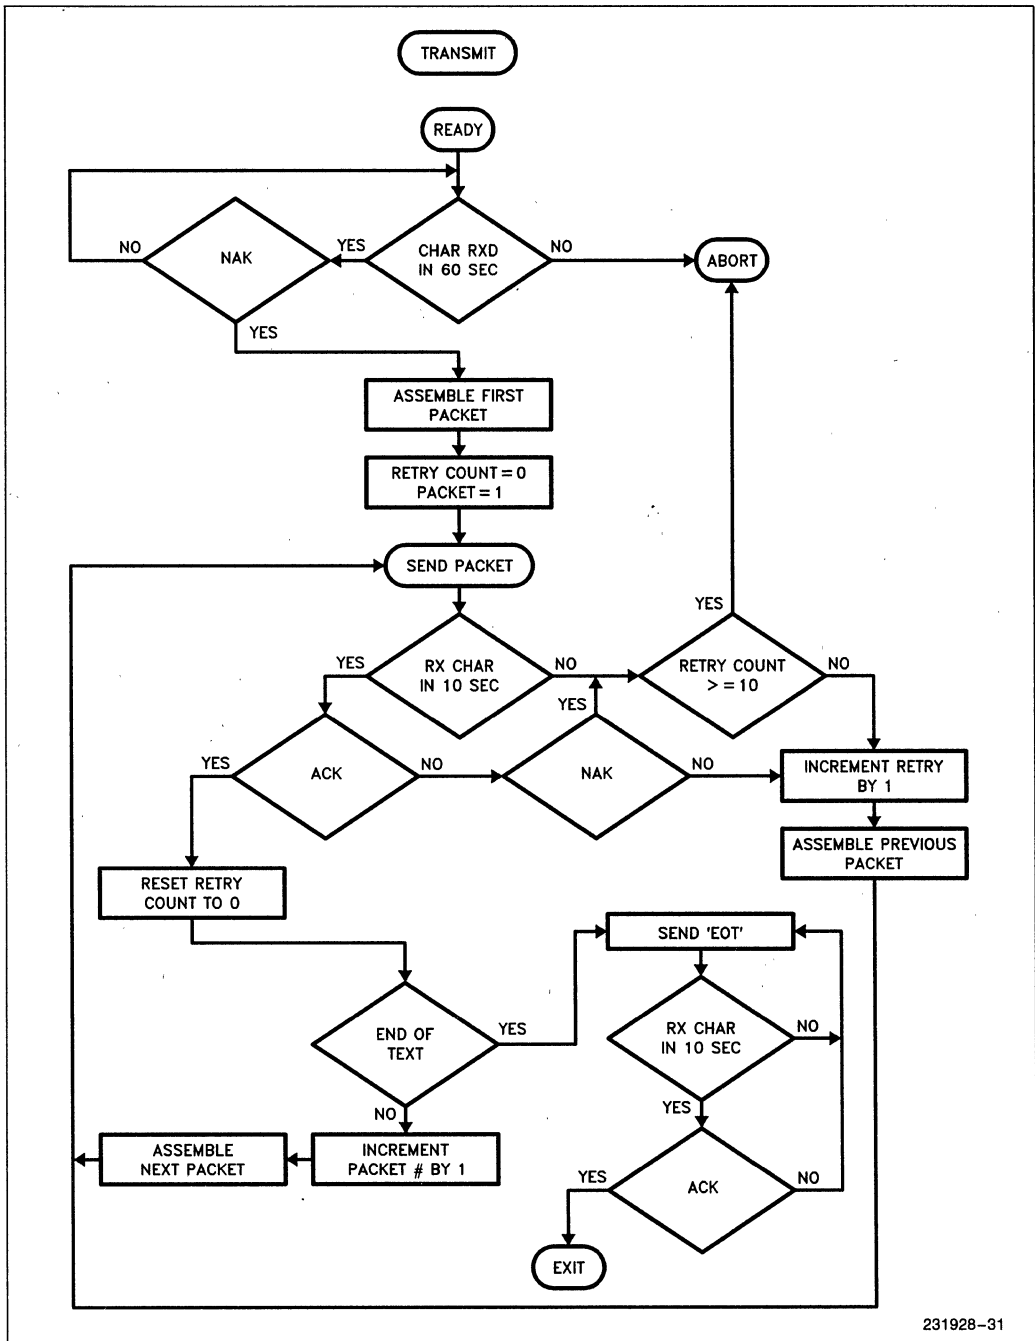 TRANSMIT
READY
CHAR RXD
IN 60 SEC
YES
NAK
NO
NO
ABORT
YES
ASSEMBLE FIRST
PACKET
RETRY COUNT=0
PACKET=1
SEND PACKET
YES
RX CHAR
IN 10 SEC
NO
RETRY COUNT
>=10
YES
NO
YES
ACK
NO
NAK
YES
NO
INCREMENT RETRY
BY 1
ASSEMBLE PREVIOUS
PACKET
RESET RETRY
COUNT TO 0
SEND 'EOT'
END OF
TEXT
YES
RX CHAR
IN 10 SEC
NO
NO
YES
ASSEMBLE
NEXT PACKET
INCREMENT
PACKET # BY 1
YES
ACK
NO
EXIT
231928-31